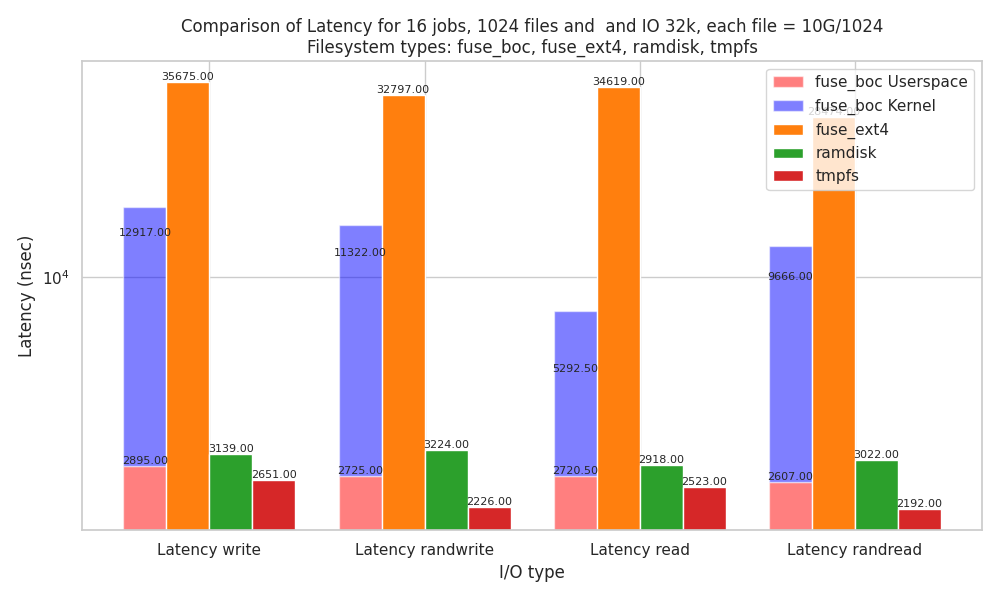 Comparison of Latency for 16 jobs, 1024 files and  and IO 32k, each file = 10G/1024
Filesystem types: fuse_boc, fuse_ext4, ramdisk, tmpfs
fuse_boc Userspace
fuse_boc Kernel
fuse_ext4
ramdisk
tmpfs
35675.00
32797.00
34619.00
12917.00
11322.00
5292.50
9666.00
2895.00
3139.00
2651.00
2725.00
3224.00
2226.00
2720.50
2918.00
2523.00
2607.00
3022.00
2192.00
10⁴
Latency (nsec)
Latency write
Latency randwrite
Latency read
Latency randread
I/O type